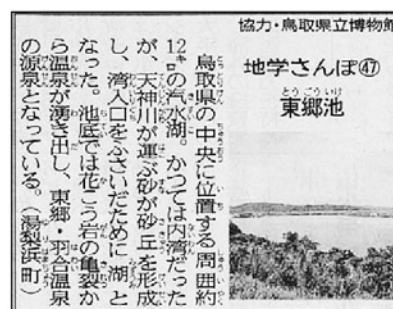 協力・鳥取県立博物館
地学さんぽ㊼
とうごういけ
東郷池
鳥取県の中央に位置する周囲約
12㌔の汽水湖。かつては内湾だった
が、天神川が運ぶ砂が砂丘を形成
し、湾入口をふさいだために湖と
なった。池底では花こう岩の亀裂か
ら温泉が湧き出し、東郷・羽合温泉
の源泉となっている。（湯梨浜町）